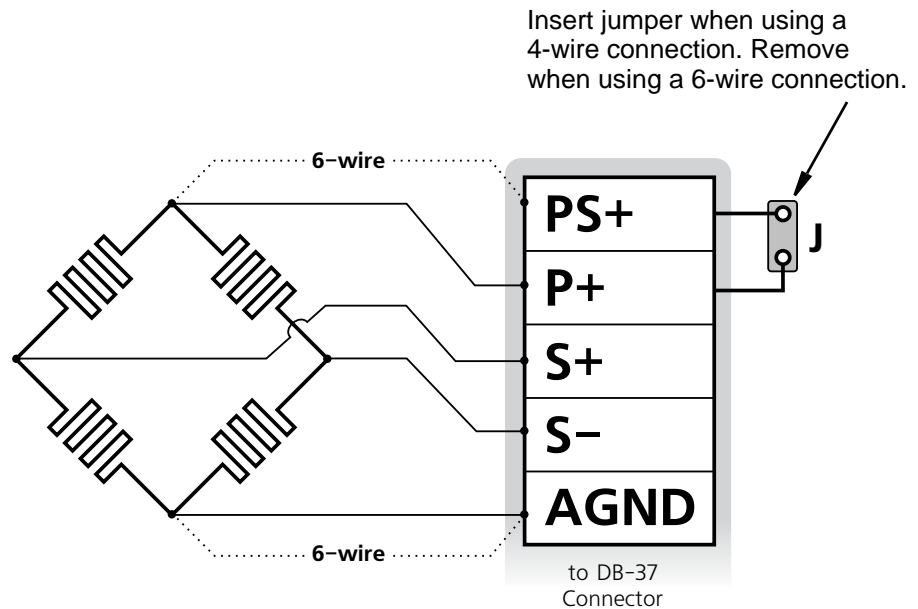 Insert jumper when using a
4-wire connection. Remove
when using a 6-wire connection.
6-wire
PS+
P+
J
S+
S-
AGND
6-wire
to DB-37
Connector